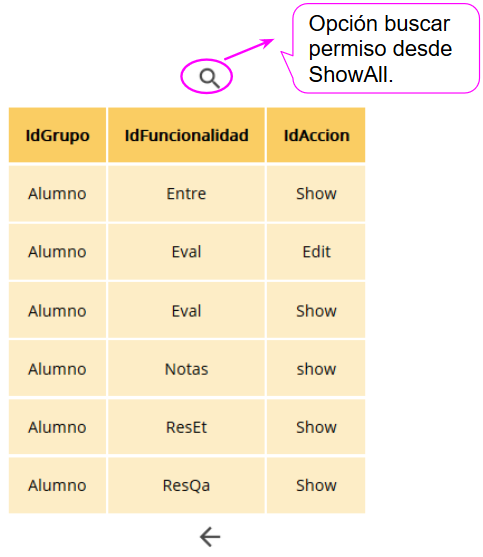 Opción buscar
permiso desde
ShowAll.
IdGrupo IdFuncionalidad IdAccion
Alumno Entre Show
Alumno Eval Edit
Alumno Eval Show
Alumno Notas show
Alumno ResEt Show
Alumno ResQa Show